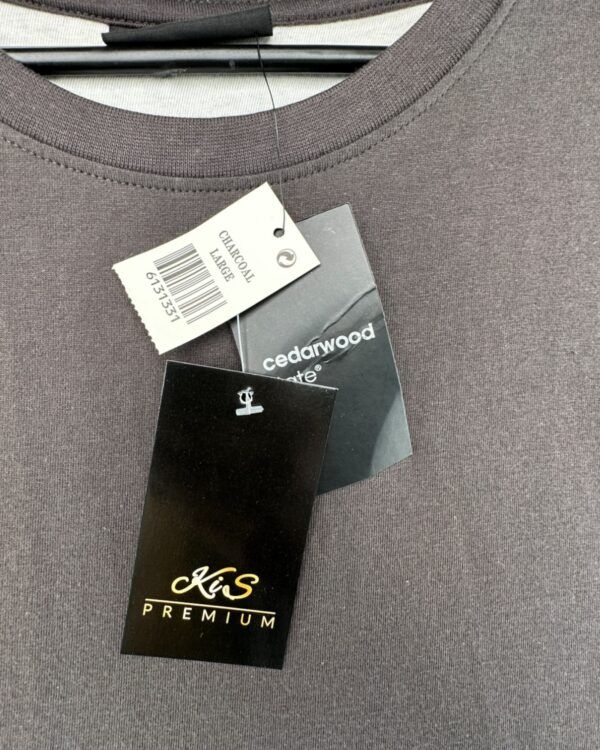 CHARCOAL
LARGE
6131331
cedarwood
KiS
PREMIUM